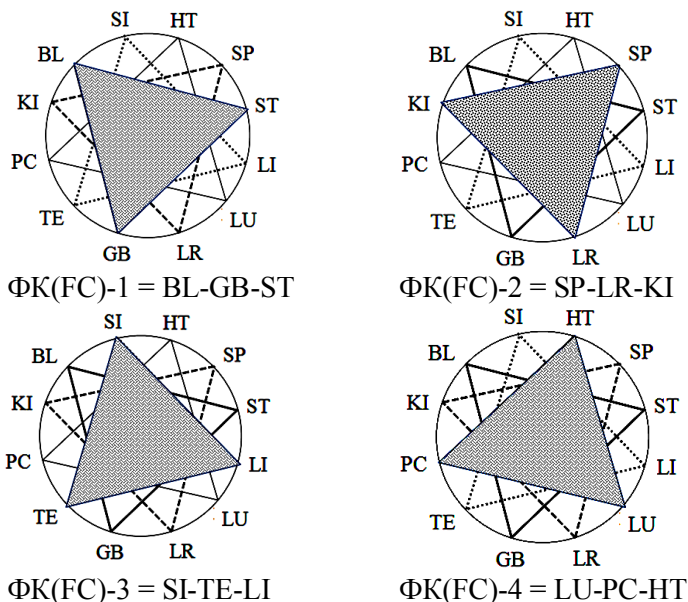 SI HT
BL SP
KI ST
PC LI
TE LU
GB LR
ФК(FC)-1 = BL-GB-ST
SI HT
BL SP
KI ST
PC LI
TE LU
GB LR
ФК(FC)-2 = SP-LR-KI
SI HT
BL SP
KI ST
PC LI
TE LU
GB LR
ФК(FC)-3 = SI-TE-LI
SI HT
BL SP
KI ST
PC LI
TE LU
GB LR
ФК(FC)-4 = LU-PC-HT